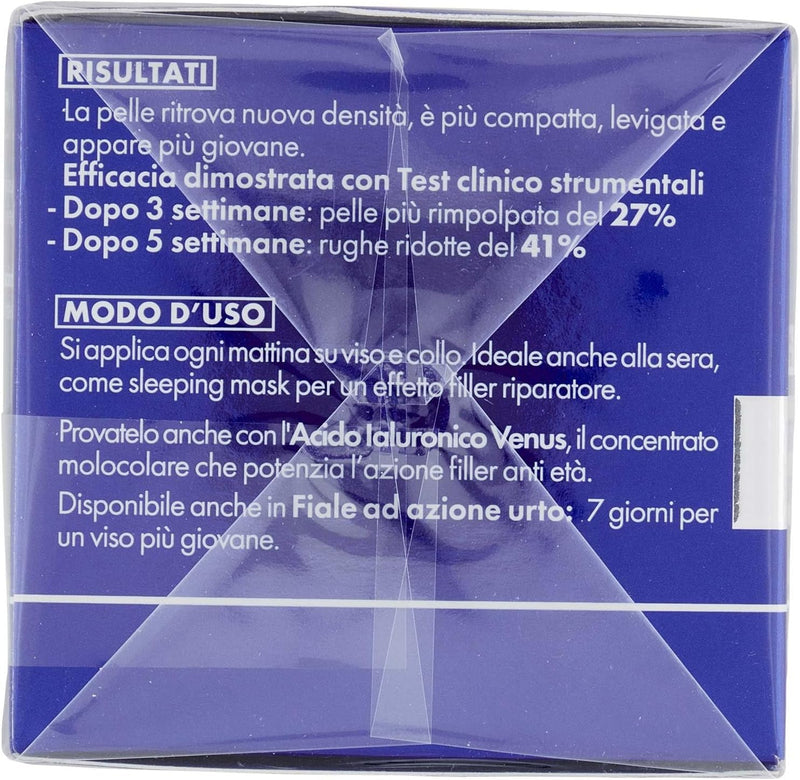 RISULTATI
La pelle ritrova nuova densità, è più compatta, levigata e
appare più giovane.
Efficacia dimostrata con Test clinico strumentali
- Dopo 3 settimane: pelle più rimpolpata del 27%
- Dopo 5 settimane: rughe ridotte del 41%
MODO D'USO
Si applica ogni mattina su viso e collo. Ideale anche alla sera,
come sleeping mask per un effetto filler riparatore.
Provatelo anche con l'Acido Ialuronico Venus, il concentrato
molocolare che potenzia l'azione filler anti età.
Disponibile anche in Fiale ad azione urto: 7 giorni per
un viso più giovane.